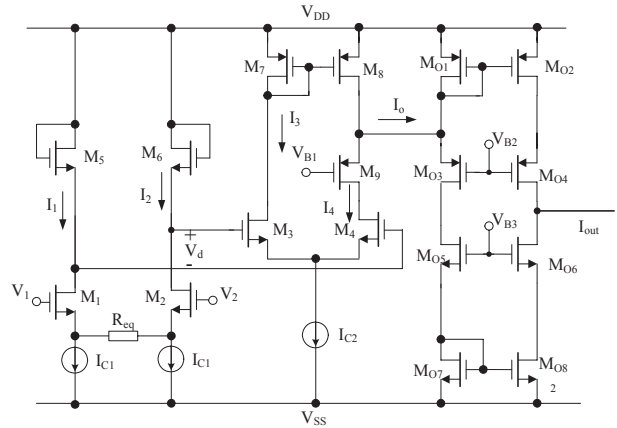 V_DD
M_7
M_8
M_O1
M_O2
I_3
I_o
M_5
M_6
V_B1
V_B2
M_9
M_O3
M_O4
I_1
I_2
I_4
V_B3
+
V_d
-
M_3
M_4
I_out
M_O5
M_O6
V_1
M_1
M_2
V_2
R_eq
I_C1
I_C1
I_C2
M_O7
M_O8
2
V_SS